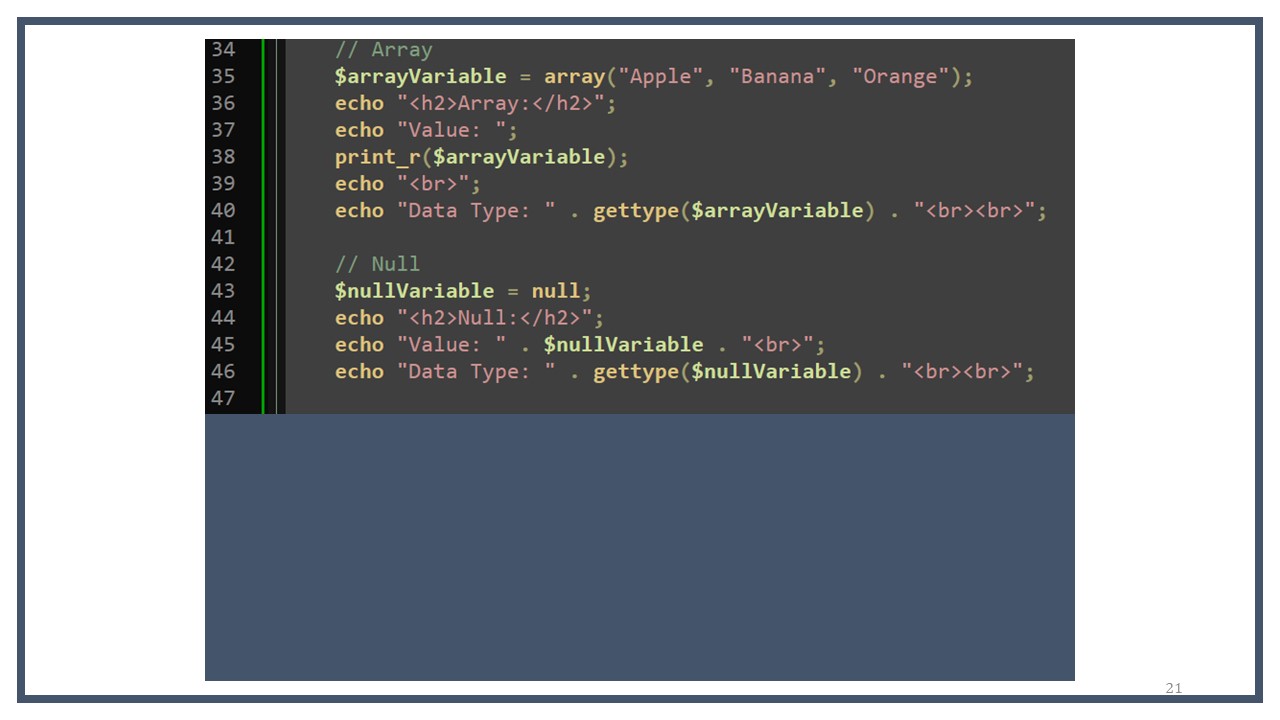 34 // Array
35 $arrayVariable = array("Apple", "Banana", "Orange");
36 echo "<h2>Array:</h2>";
37 echo "Value: ";
38 print_r($arrayVariable);
39 echo "<br>";
40 echo "Data Type: " . gettype($arrayVariable) . "<br><br>";
41
42 // Null
43 $nullVariable = null;
44 echo "<h2>Null:</h2>";
45 echo "Value: " . $nullVariable . "<br>";
46 echo "Data Type: " . gettype($nullVariable) . "<br><br>";
47
21